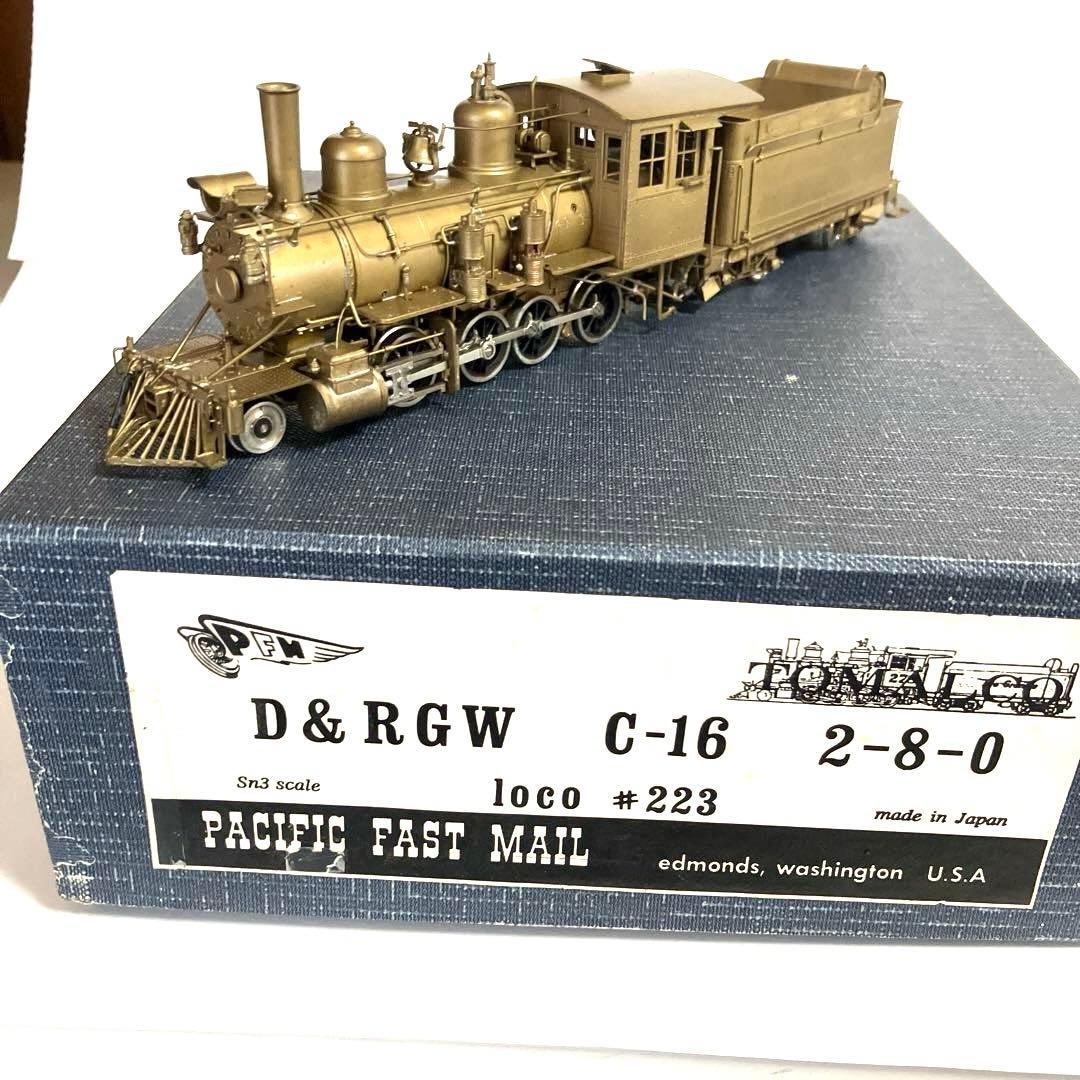 PFM
TOMALCO
D & RGW C-16 2-8-0
Sn3 scale
loco #223
made in Japan
PACIFIC FAST MAIL
edmonds, washington U.S.A